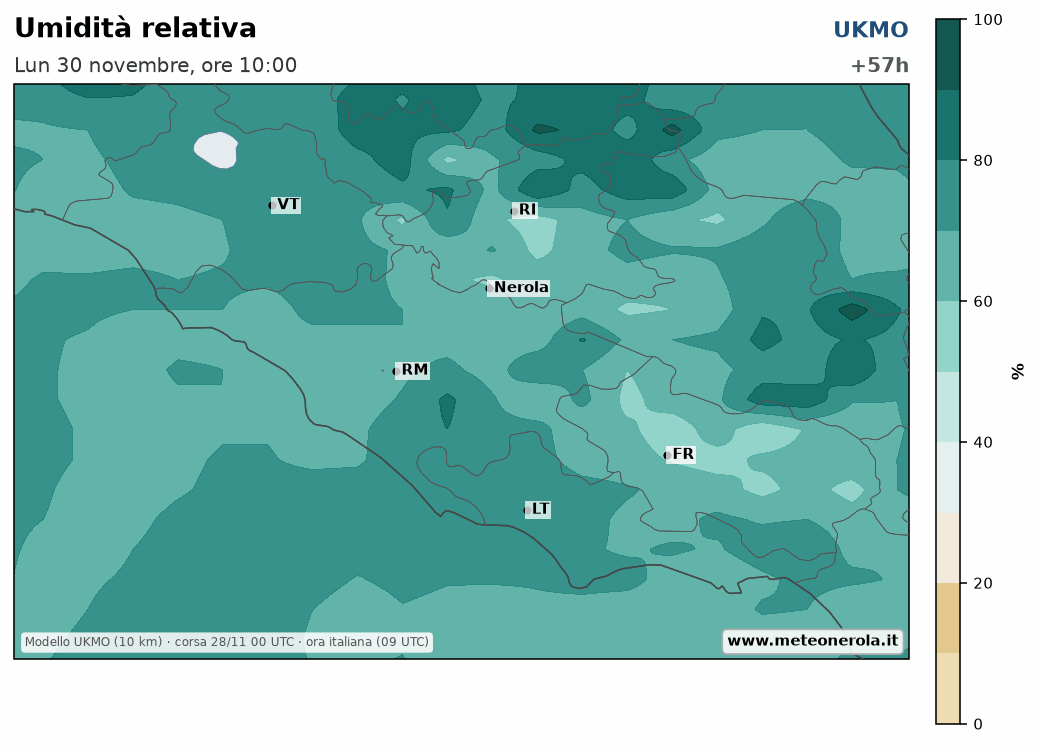 Umidità relativa
UKMO
Lun 30 novembre, ore 10:00
+57h
100
80
60
40
20
0
%
VT
RI
Nerola
RM
FR
LT
Modello UKMO (10 km) · corsa 28/11 00 UTC · ora italiana (09 UTC)
www.meteonerola.it